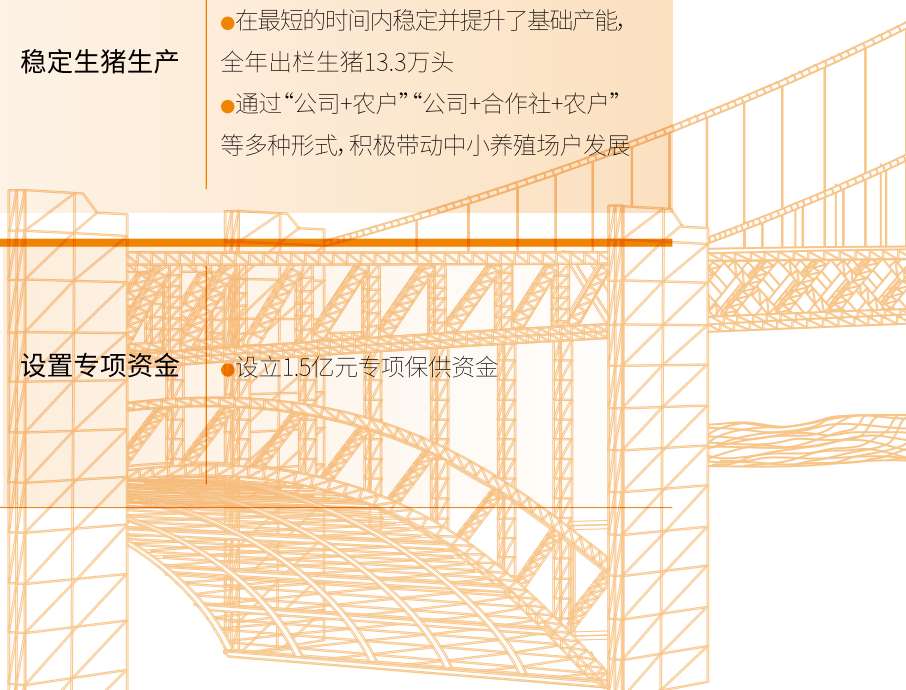 ●在最短的时间内稳定并提升了基础产能，
稳定生猪生产
全年出栏生猪13.3万头
●通过“公司+农户”“公司+合作社+农户”
等多种形式，积极带动中小养殖场户发展
设置专项资金
●设立1.5亿元专项保供资金